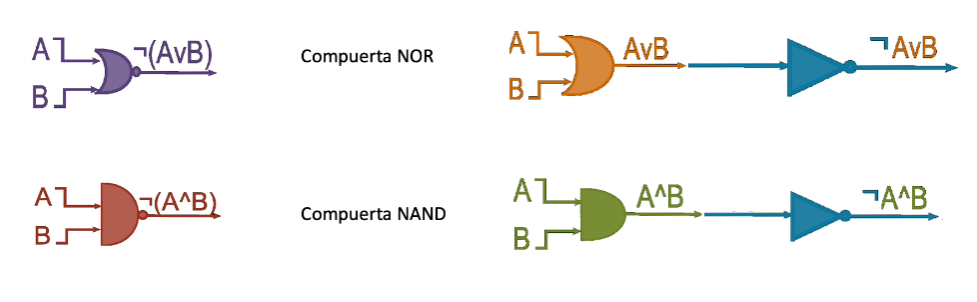 A
B
¬(AvB)
Compuerta NOR
A
B
AvB
¬AvB
A
B
¬(A^B)
Compuerta NAND
A
B
A^B
¬A^B